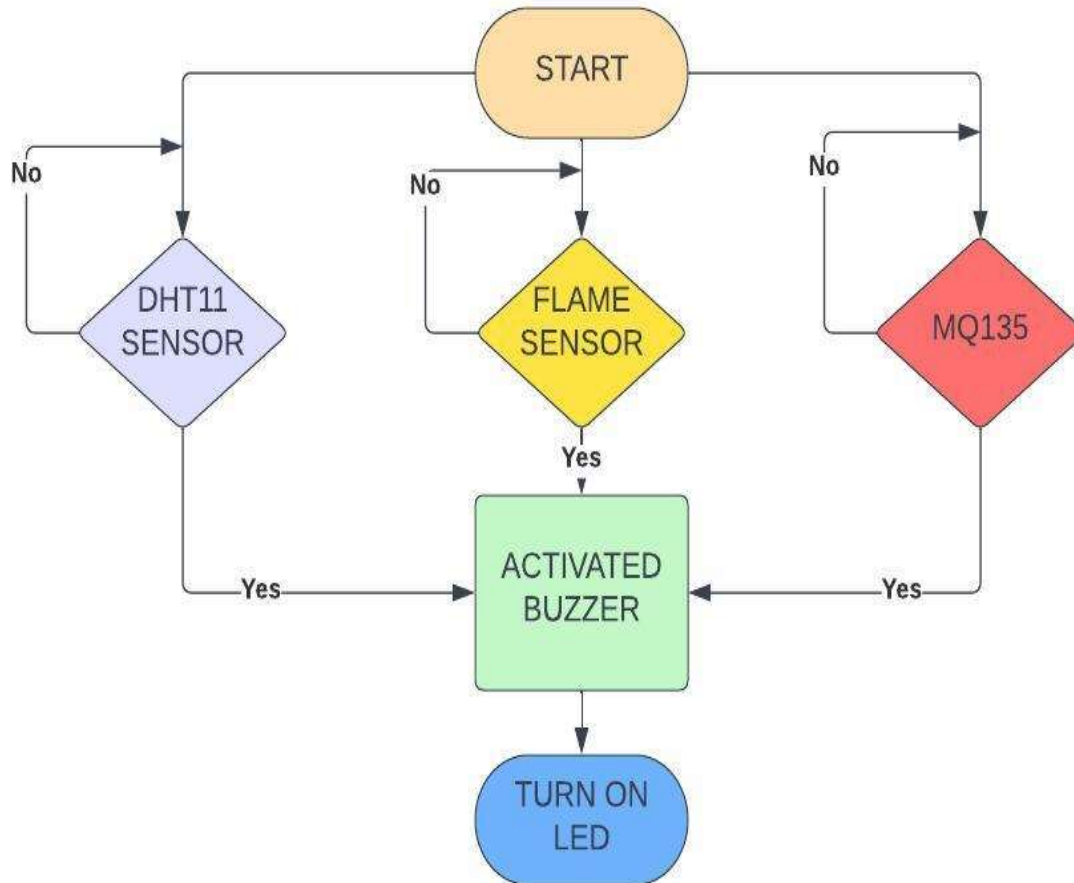 START
No
No
No
DHT11
SENSOR
FLAME
SENSOR
MQ135
Yes
ACTIVATED
BUZZER
Yes
Yes
TURN ON
LED